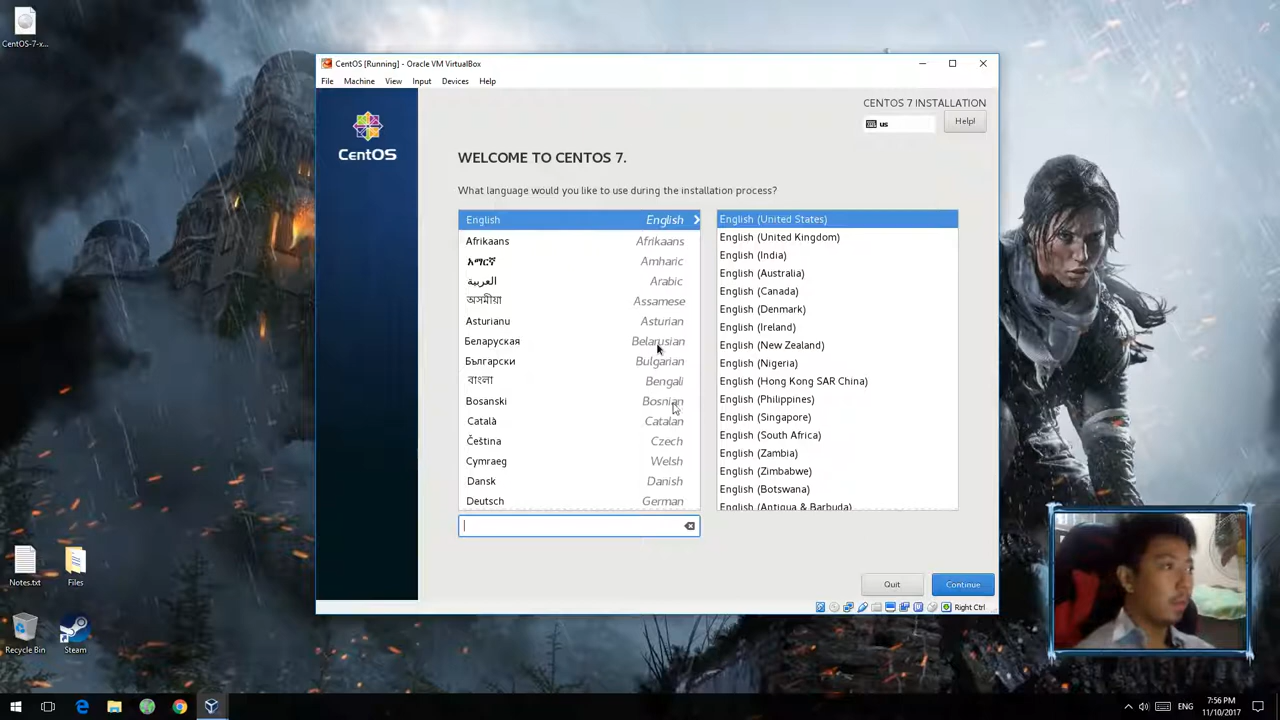 CentOS-7-x...
CentOS [Running] - Oracle VM VirtualBox
File Machine View Input Devices Help
CentOS
CENTOS 7 INSTALLATION
us
Help!
WELCOME TO CENTOS 7.
What language would you like to use during the installation process?
English English
Afrikaans Afrikaans
አማርኛ Amharic
العربية Arabic
অসমীয়া Assamese
Asturianu Asturian
Беларуская Belarusian
Български Bulgarian
বাংলা Bengali
Bosanski Bosnian
Català Catalan
Čeština Czech
Cymraeg Welsh
Dansk Danish
Deutsch German
English (United States)
English (United Kingdom)
English (India)
English (Australia)
English (Canada)
English (Denmark)
English (Ireland)
English (New Zealand)
English (Nigeria)
English (Hong Kong SAR China)
English (Philippines)
English (Singapore)
English (South Africa)
English (Zambia)
English (Zimbabwe)
English (Botswana)
English (Antigua & Barbuda)
Quit
Continue
Right Ctrl
Notes.txt
Files
Recycle Bin
Steam
ENG
7:56 PM
11/10/2017